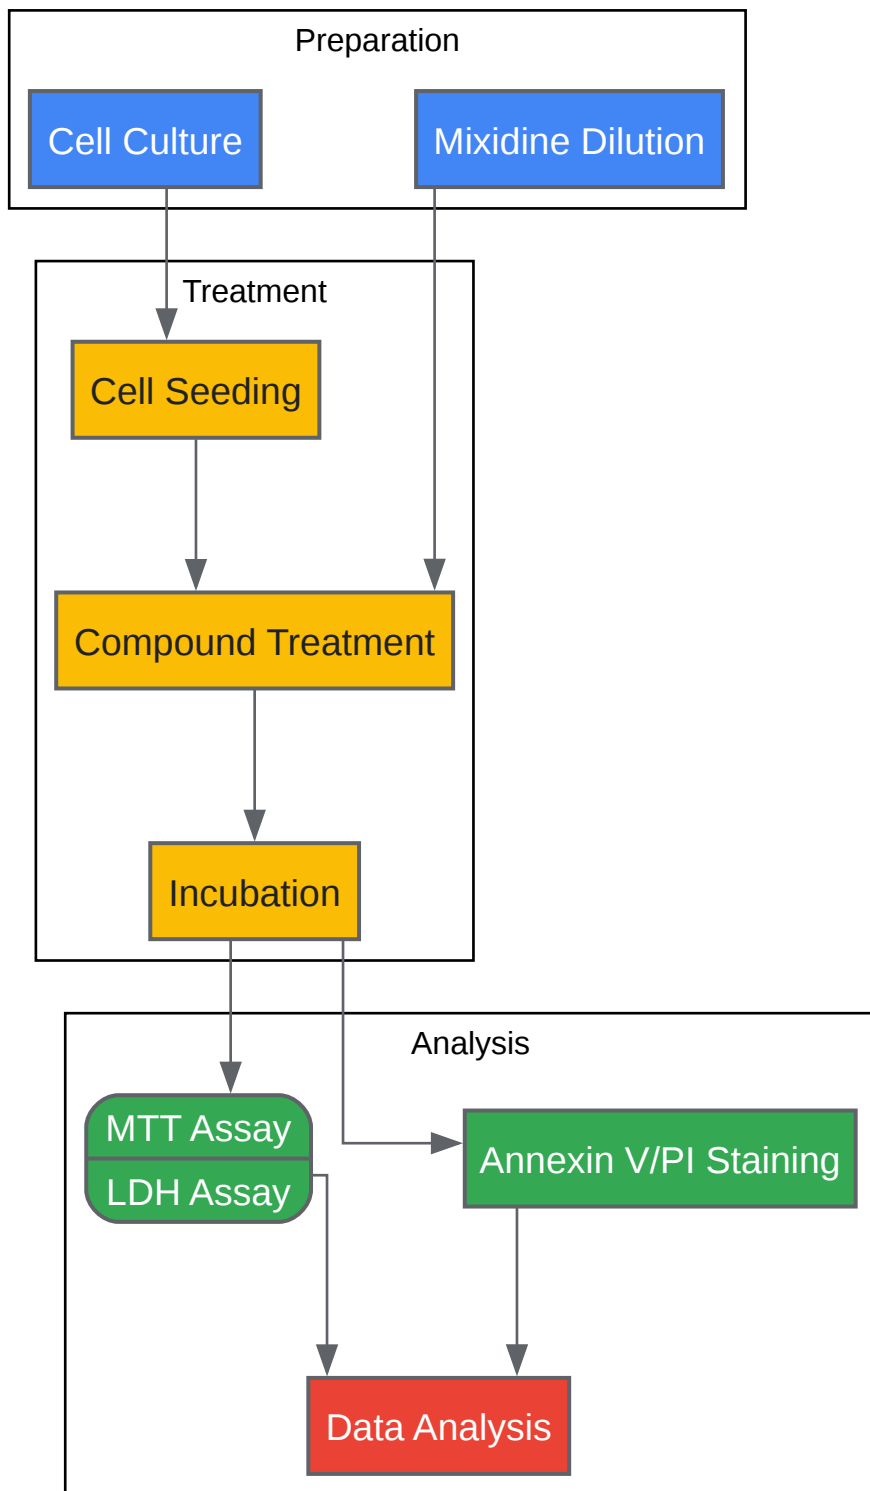 Preparation
Cell Culture
Mixidine Dilution
Treatment
Cell Seeding
Compound Treatment
Incubation
Analysis
MTT Assay
LDH Assay
Annexin V/PI Staining
Data Analysis